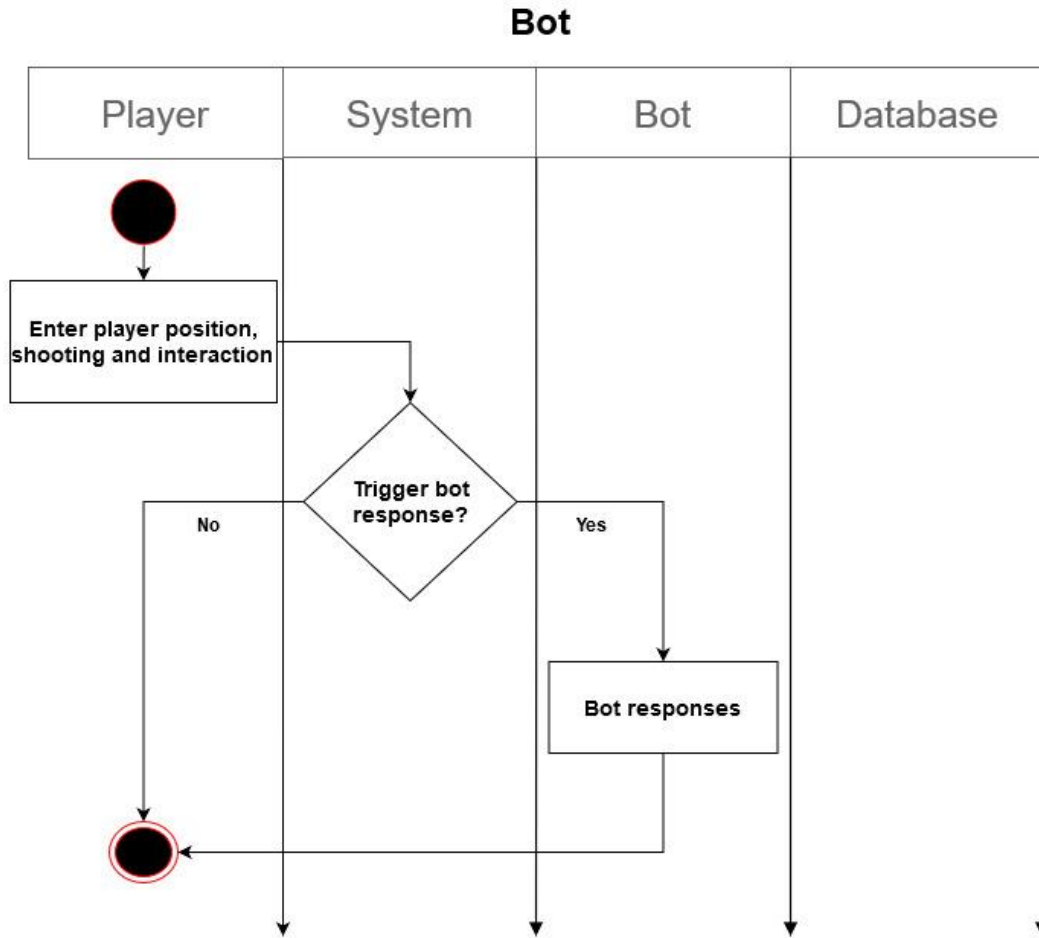 Bot
Player
System
Bot
Database
Enter player position,
shooting and interaction
Trigger bot
response?
No
Yes
Bot responses